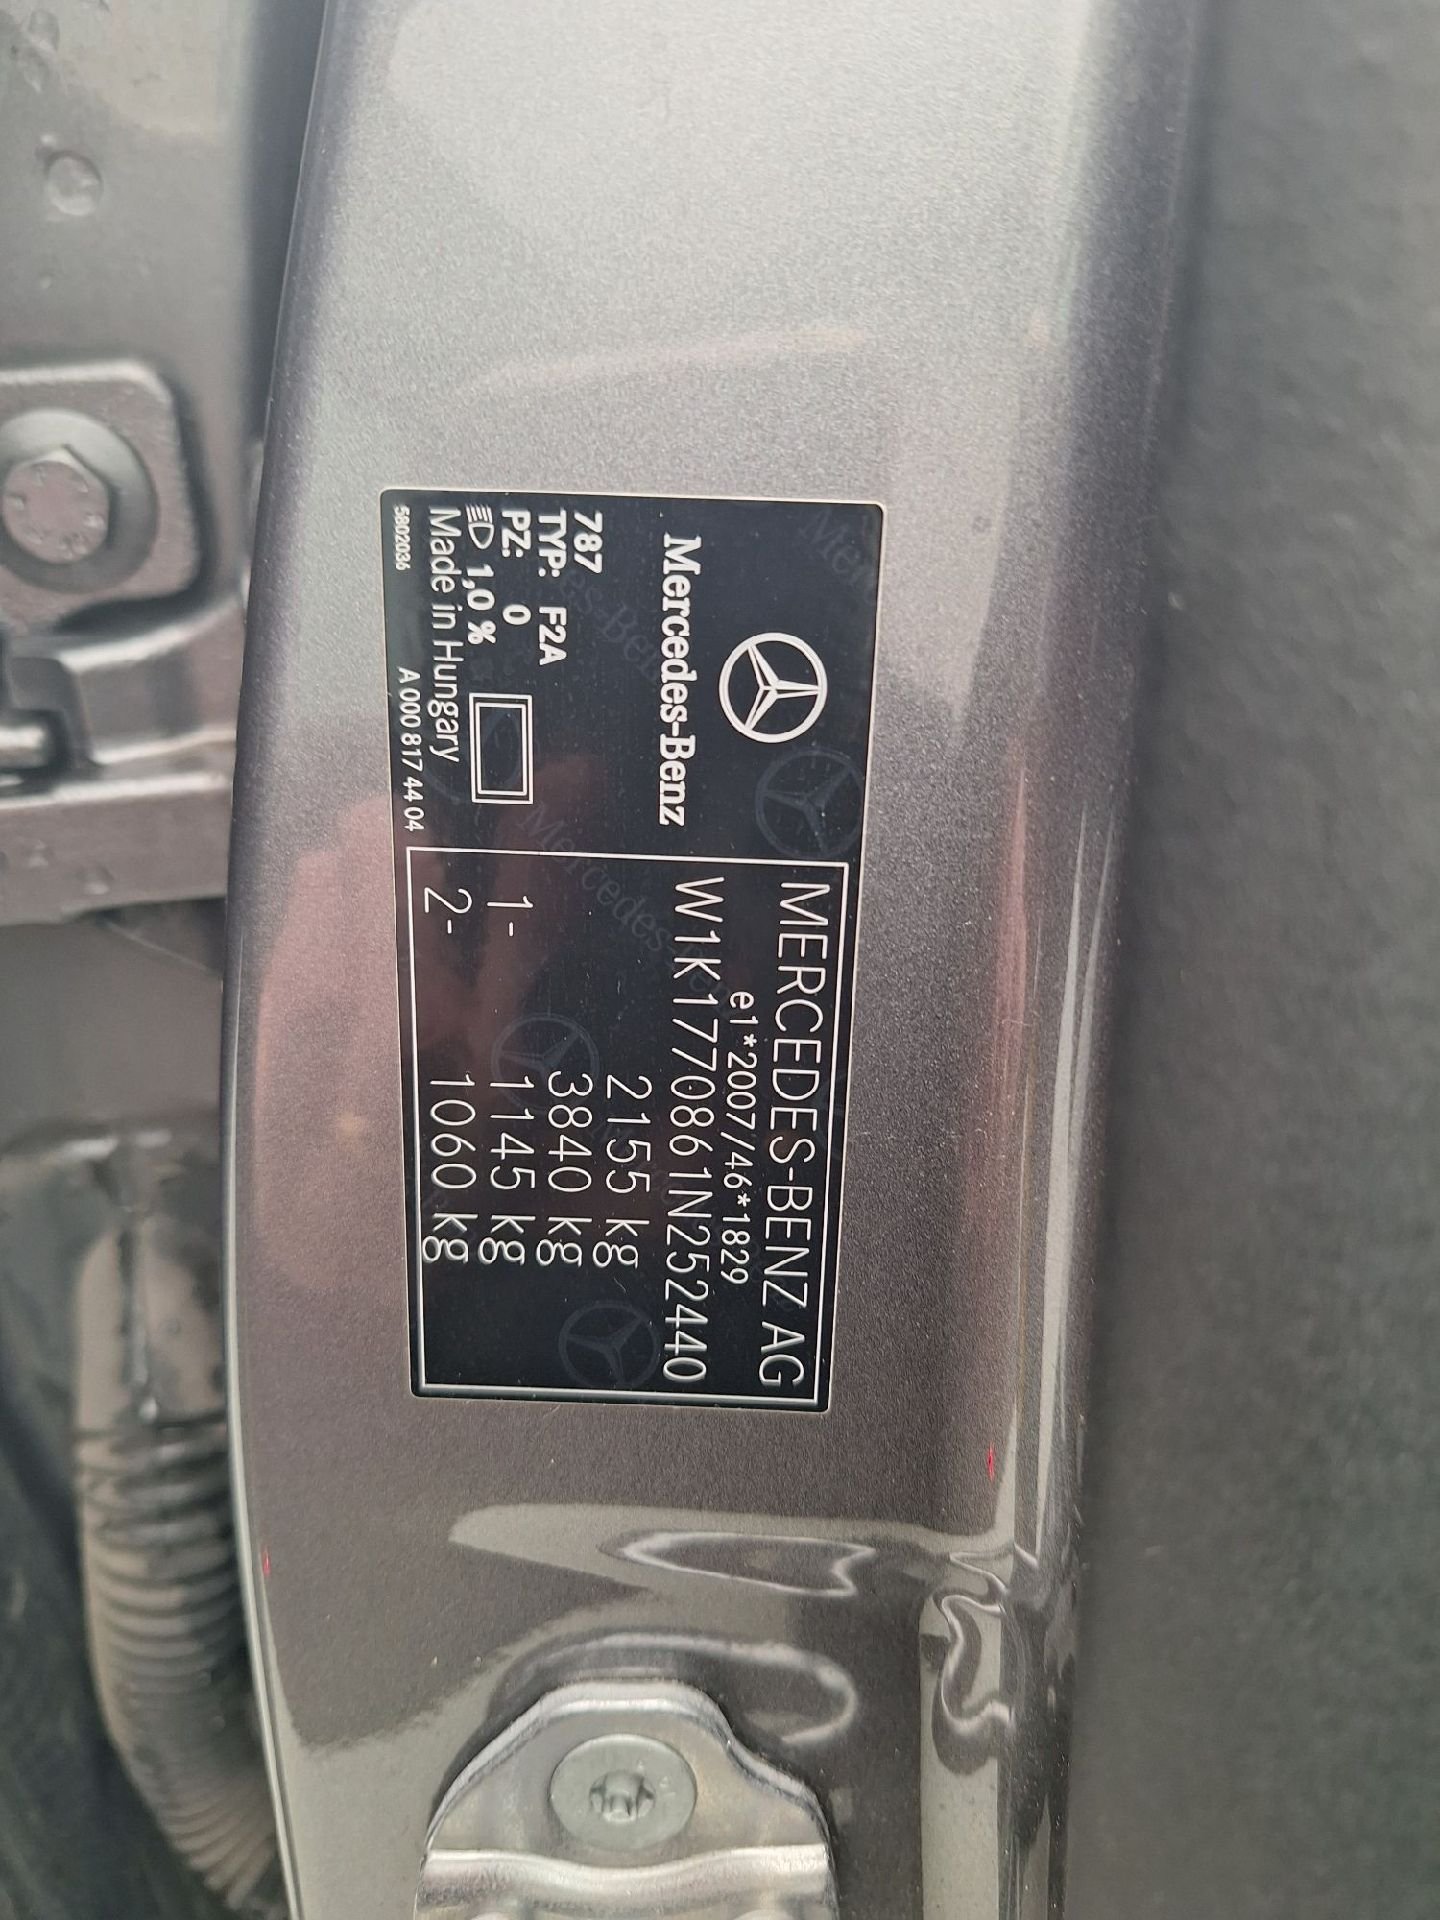 Mercedes-Benz
787
TYP: F2A
PZ: 0
1,0 %
Made in Hungary
5802036
A 000 817 44 04
MERCEDES-BENZ AG
e1*2007/46*1829
W1K1770861N252440
2155 kg
3840 kg
1- 1145 kg
2- 1060 kg